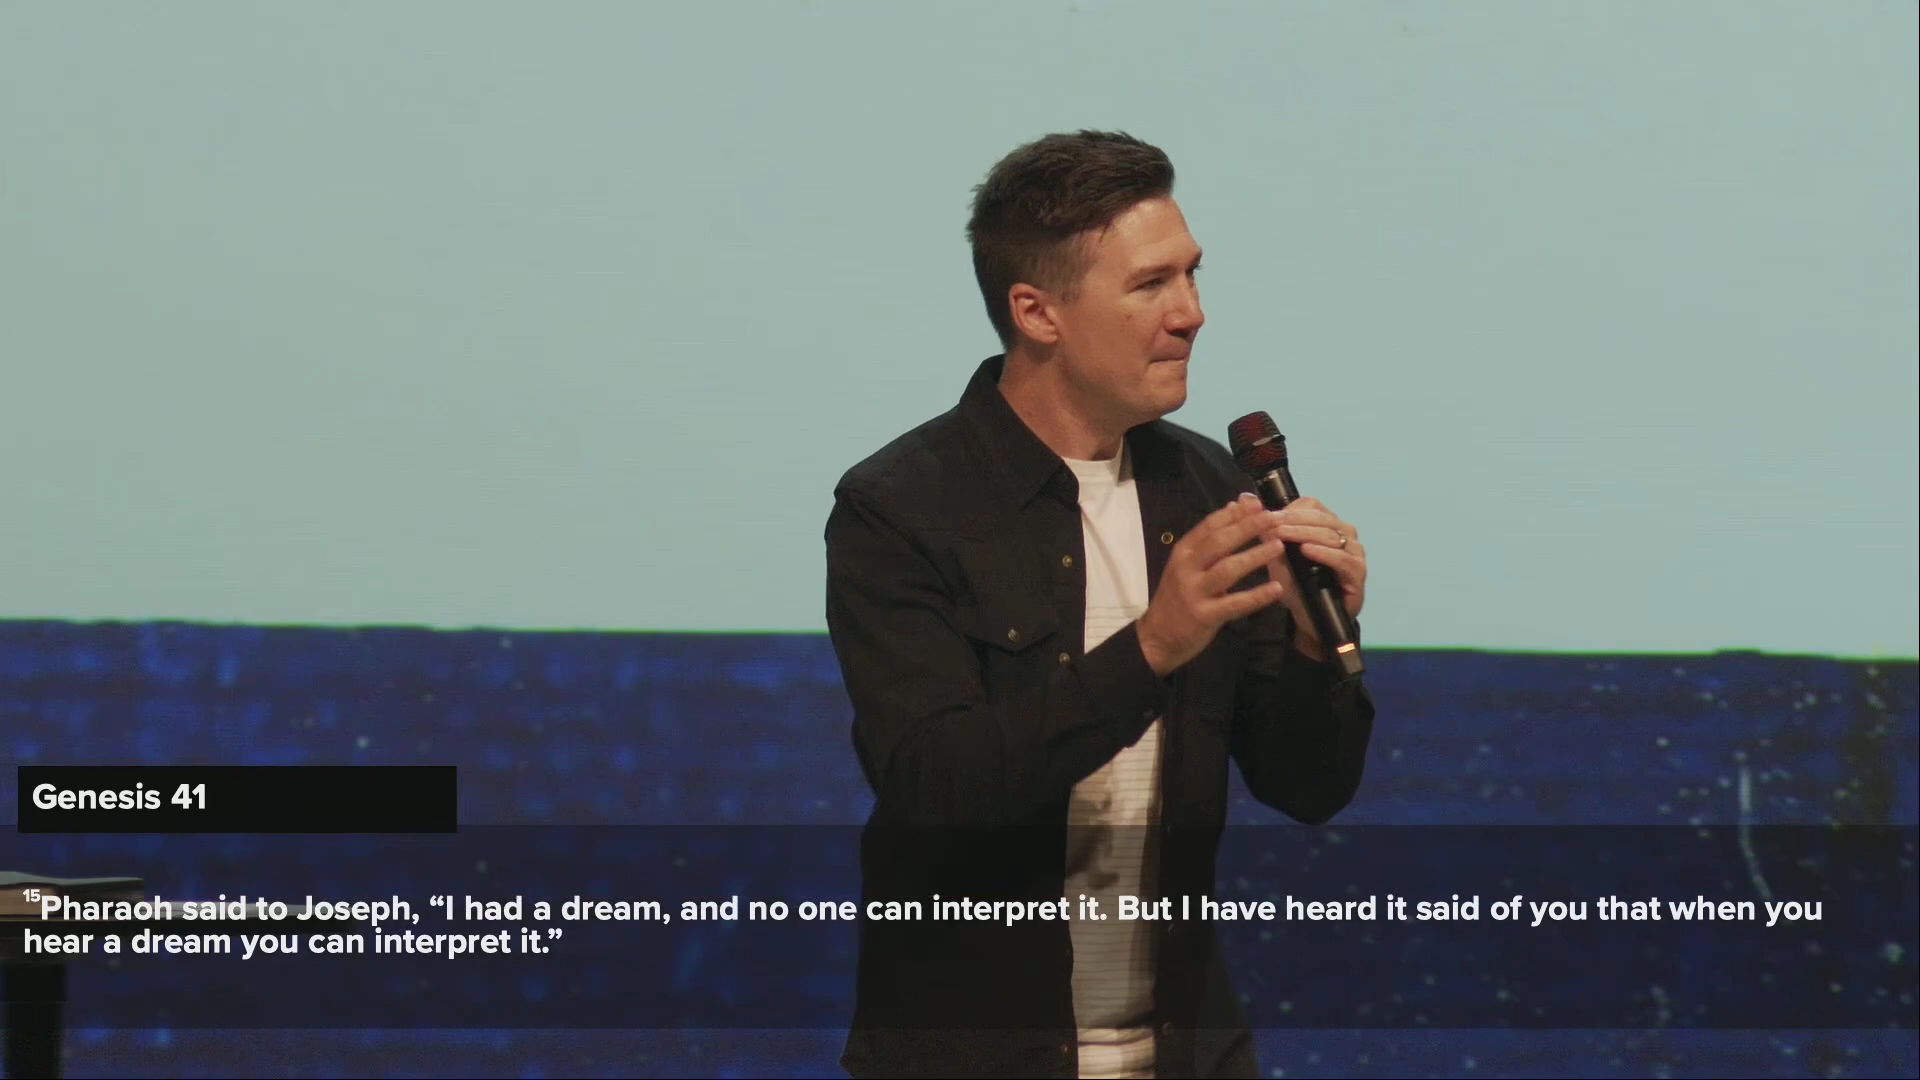 Genesis 41
15Pharaoh said to Joseph, “I had a dream, and no one can interpret it. But I have heard it said of you that when you
hear a dream you can interpret it.”